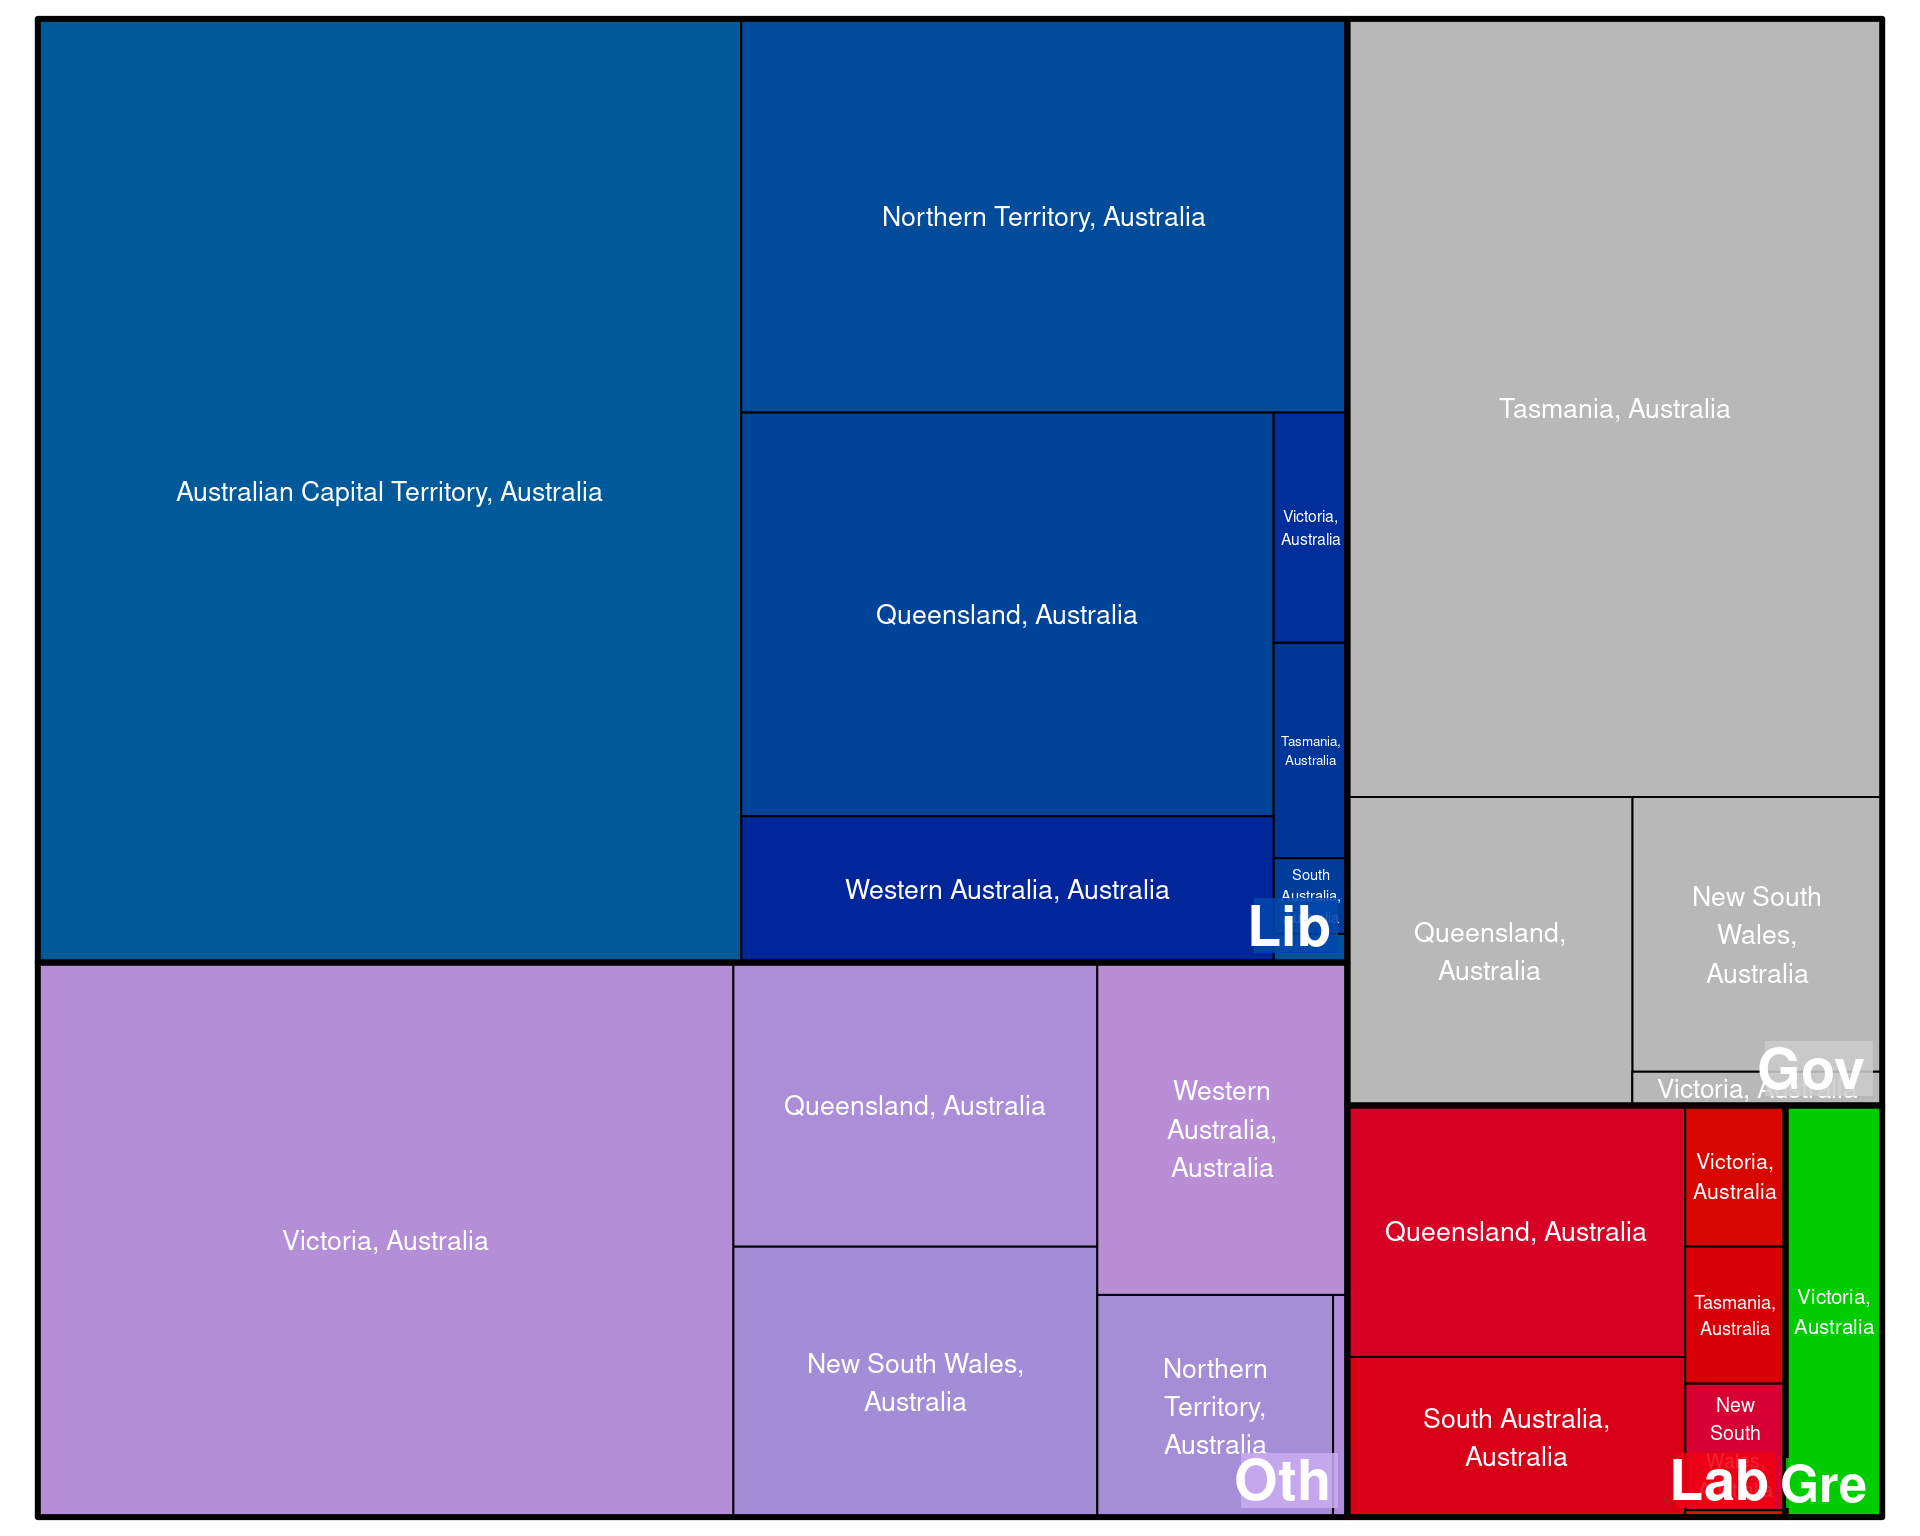 Australian Capital Territory, Australia
Northern Territory, Australia
Queensland, Australia
Western Australia, Australia
Victoria,
Australia
Tasmania,
Australia
South
Australia,
Lib
Tasmania, Australia
Queensland,
Australia
New South
Wales,
Australia
Victoria, Australia
Gov
Victoria, Australia
Queensland, Australia
New South Wales,
Australia
Western
Australia,
Australia
Northern
Territory,
Australia
Oth
Queensland, Australia
South Australia,
Australia
Victoria,
Australia
Tasmania,
Australia
New
South
Wales,
Lab
Victoria,
Australia
Gre